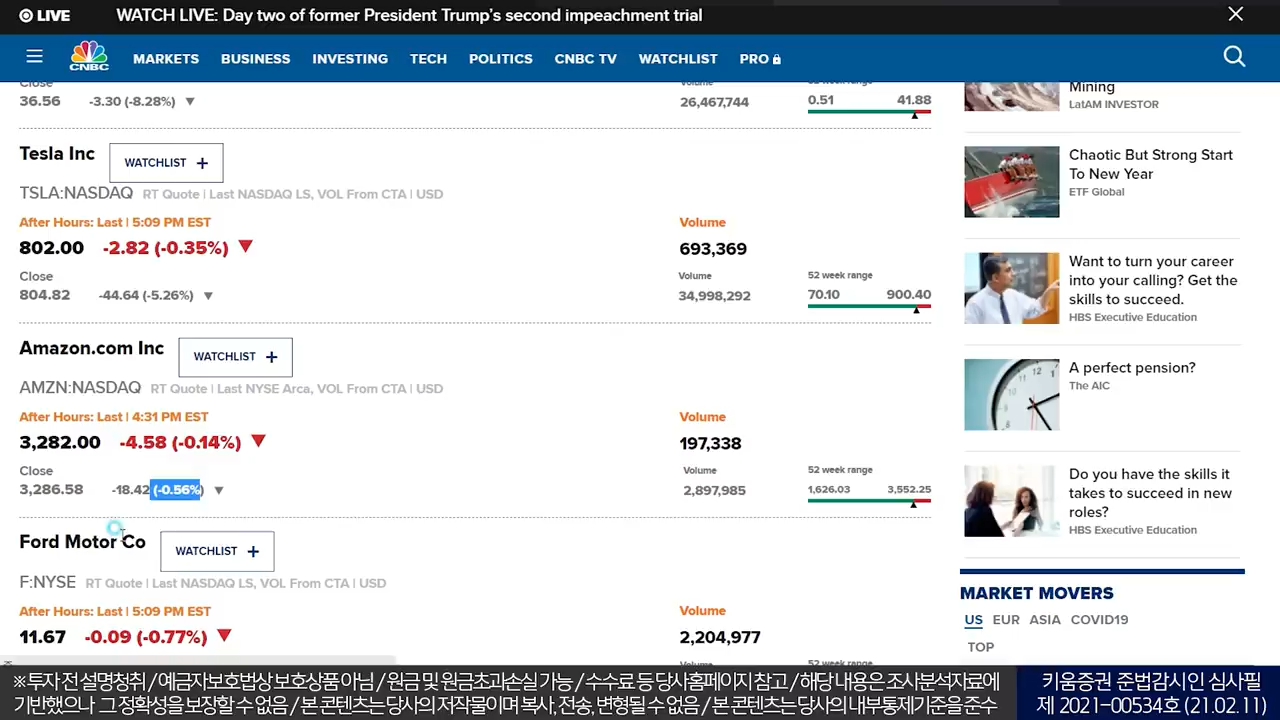 LIVE
WATCH LIVE: Day two of former President Trump's second impeachment trial
CNBC
MARKETS
BUSINESS
INVESTING
TECH
POLITICS
CNBC TV
WATCHLIST
PRO
Close
36.56 -3.30 (-8.28%)
Volume
26,467,744
52 week range
0.51 41.88
Tesla Inc
WATCHLIST +
TSLA:NASDAQ RT Quote | Last NASDAQ LS, VOL From CTA | USD
After Hours: Last | 5:09 PM EST
802.00 -2.82 (-0.35%)
Volume
693,369
Close
804.82 -44.64 (-5.26%)
Volume
34,998,292
52 week range
70.10 900.40
Amazon.com Inc
WATCHLIST +
AMZN:NASDAQ RT Quote | Last NYSE Arca, VOL From CTA | USD
After Hours: Last | 4:31 PM EST
3,282.00 -4.58 (-0.14%)
Volume
197,338
Close
3,286.58 -18.42 (-0.56%)
Volume
2,897,985
52 week range
1,626.03 3,552.25
Ford Motor Co
WATCHLIST +
F:NYSE RT Quote | Last NASDAQ LS, VOL From CTA | USD
After Hours: Last | 5:09 PM EST
11.67 -0.09 (-0.77%)
Volume
2,204,977
52 week range
Mining
LatAM INVESTOR
Chaotic But Strong Start
To New Year
ETF Global
Want to turn your career
into your calling? Get the
skills to succeed.
HBS Executive Education
A perfect pension?
The AIC
Do you have the skills it
takes to succeed in new
roles?
HBS Executive Education
MARKET MOVERS
US EUR ASIA COVID19
TOP
※투자 전 설명청취 / 예금자보호법상 보호상품 아님 / 원금 및 원금초과손실 가능 / 수수료 등 당사홈페이지 참고 / 해당 내용은 조사분석자료에
기반했으나 그 정확성을 보장할 수 없음 / 본 콘텐츠는 당사의 저작물이며 복사, 전송, 변형될 수 없음 / 본 콘텐츠는 당사의 내부통제기준을 준수
키움증권 준법감시인 심사필
제 2021-00534호 (21.02.11)